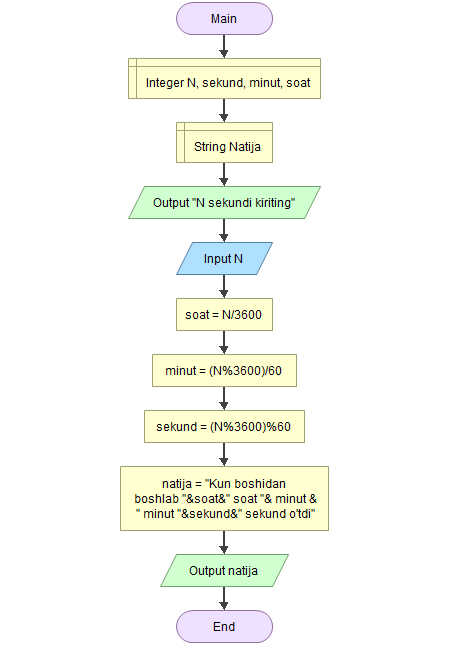 Main
Integer N, sekund, minut, soat
String Natija
Output "N sekundi kiriting"
Input N
soat = N/3600
minut = (N%3600)/60
sekund = (N%3600)%60
natija = "Kun boshidan
boshlab "&soat&" soat "& minut &
" minut "&sekund&" sekund o'tdi"
Output natija
End